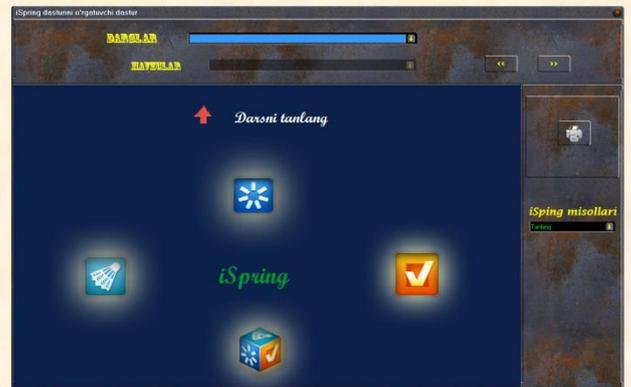 iSpring dasturini o'rgatuvchi dastur
DARSLAR
MAVZULAR
<<
>>
Darsni tanlang
iSpring
iSping misollari
Tanlang